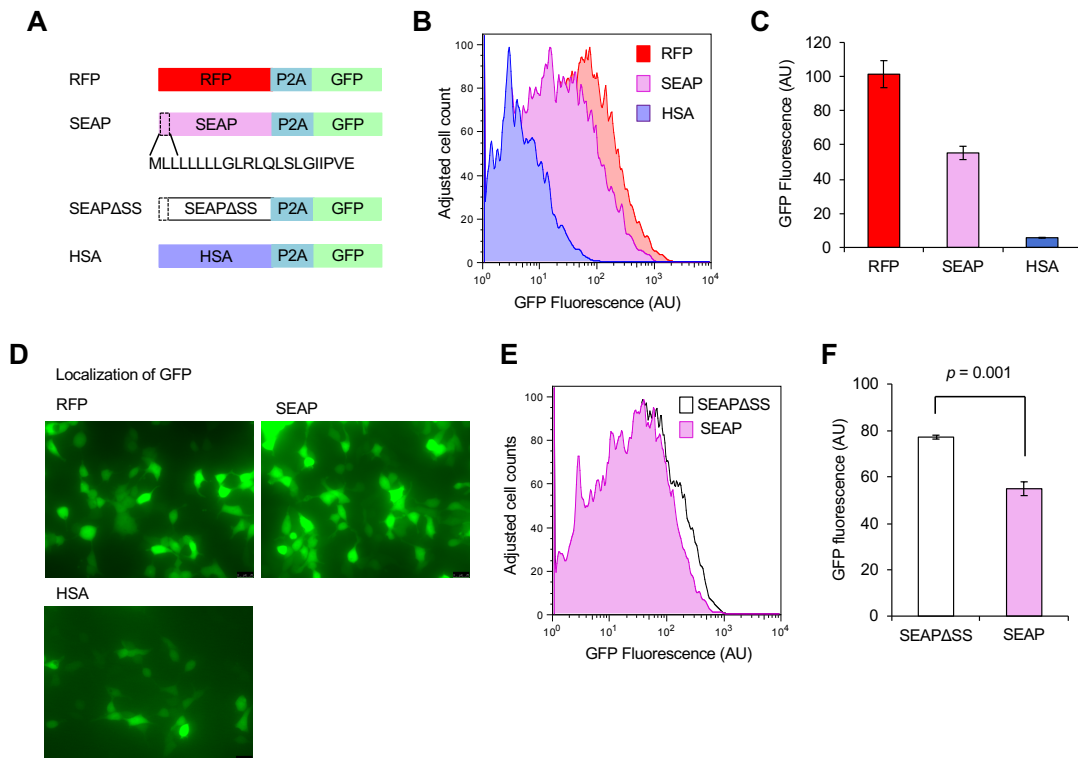 A
RFP
RFP P2A GFP
SEAP
SEAP P2A GFP
MLLLLLLLGLRLQLSLGIIPVE
SEAPΔSS
SEAPΔSS P2A GFP
HSA
HSA P2A GFP
B
100
80
60
40
20
0
Adjusted cell count
10⁰ 10¹ 10² 10³ 10⁴
GFP Fluorescence (AU)
RFP
SEAP
HSA
C
120
100
80
60
40
20
0
GFP Fluorescence (AU)
RFP SEAP HSA
D
Localization of GFP
RFP
SEAP
HSA
E
100
80
60
40
20
0
Adjusted cell counts
10⁰ 10¹ 10² 10³ 10⁴
GFP Fluorescence (AU)
SEAPΔSS
SEAP
F
p = 0.001
100
80
60
40
20
0
GFP fluorescence (AU)
SEAPΔSS SEAP